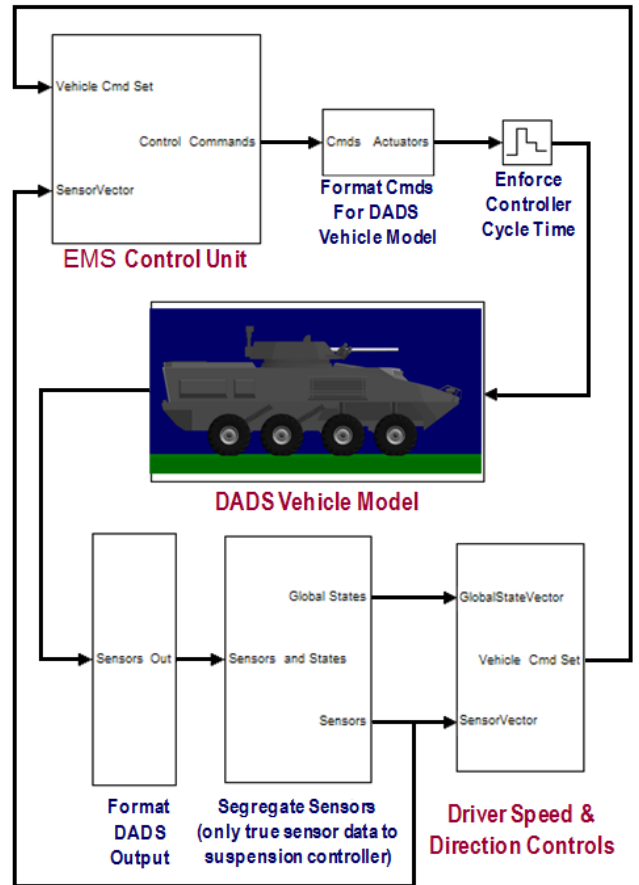 Vehicle Cmd Set
Control Commands
SensorVector
EMS Control Unit
Cmds Actuators
Format Cmds
For DADS
Vehicle Model
Enforce
Controller
Cycle Time
DADS Vehicle Model
Sensors Out
Format
DADS
Output
Global States
Sensors and States
Sensors
Segregate Sensors
(only true sensor data to
suspension controller)
GlobalStateVector
Vehicle Cmd Set
SensorVector
Driver Speed &
Direction Controls